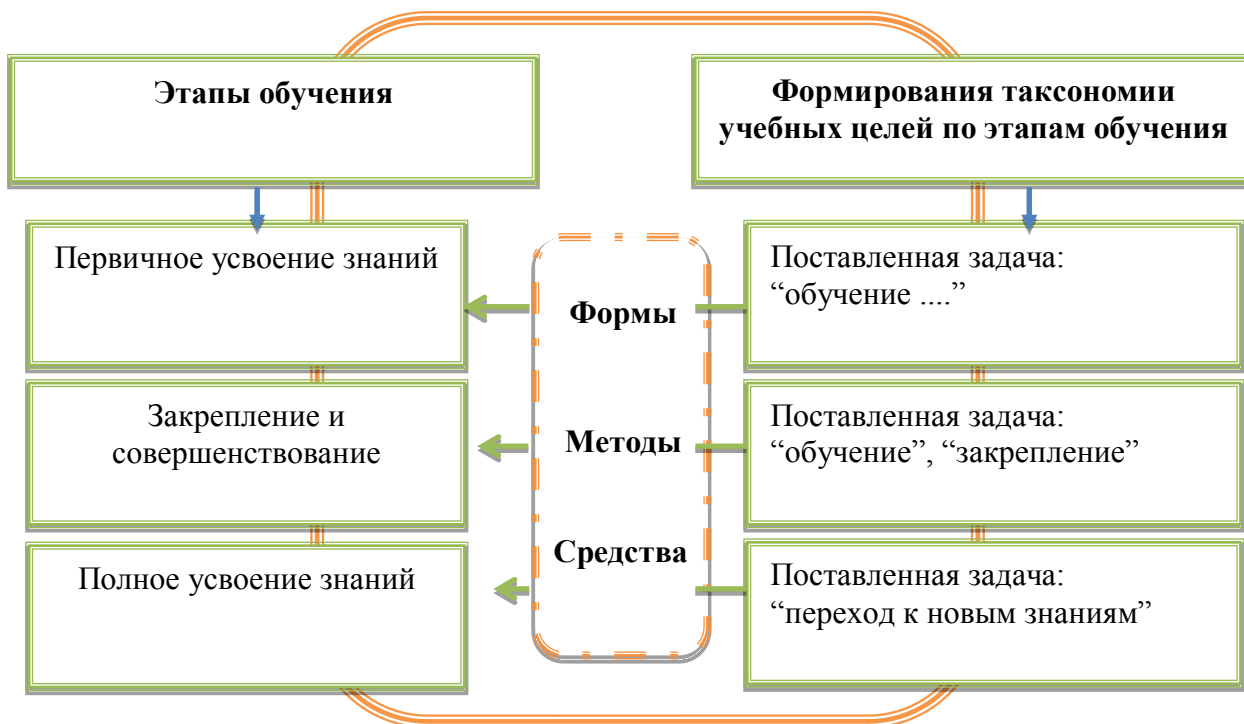 Этапы обучения
Формирования таксономии
учебных целей по этапам обучения
Первичное усвоение знаний
Формы
Поставленная задача:
“обучение ....”
Закрепление и
совершенствование
Методы
Поставленная задача:
“обучение”, “закрепление”
Полное усвоение знаний
Средства
Поставленная задача:
“переход к новым знаниям”